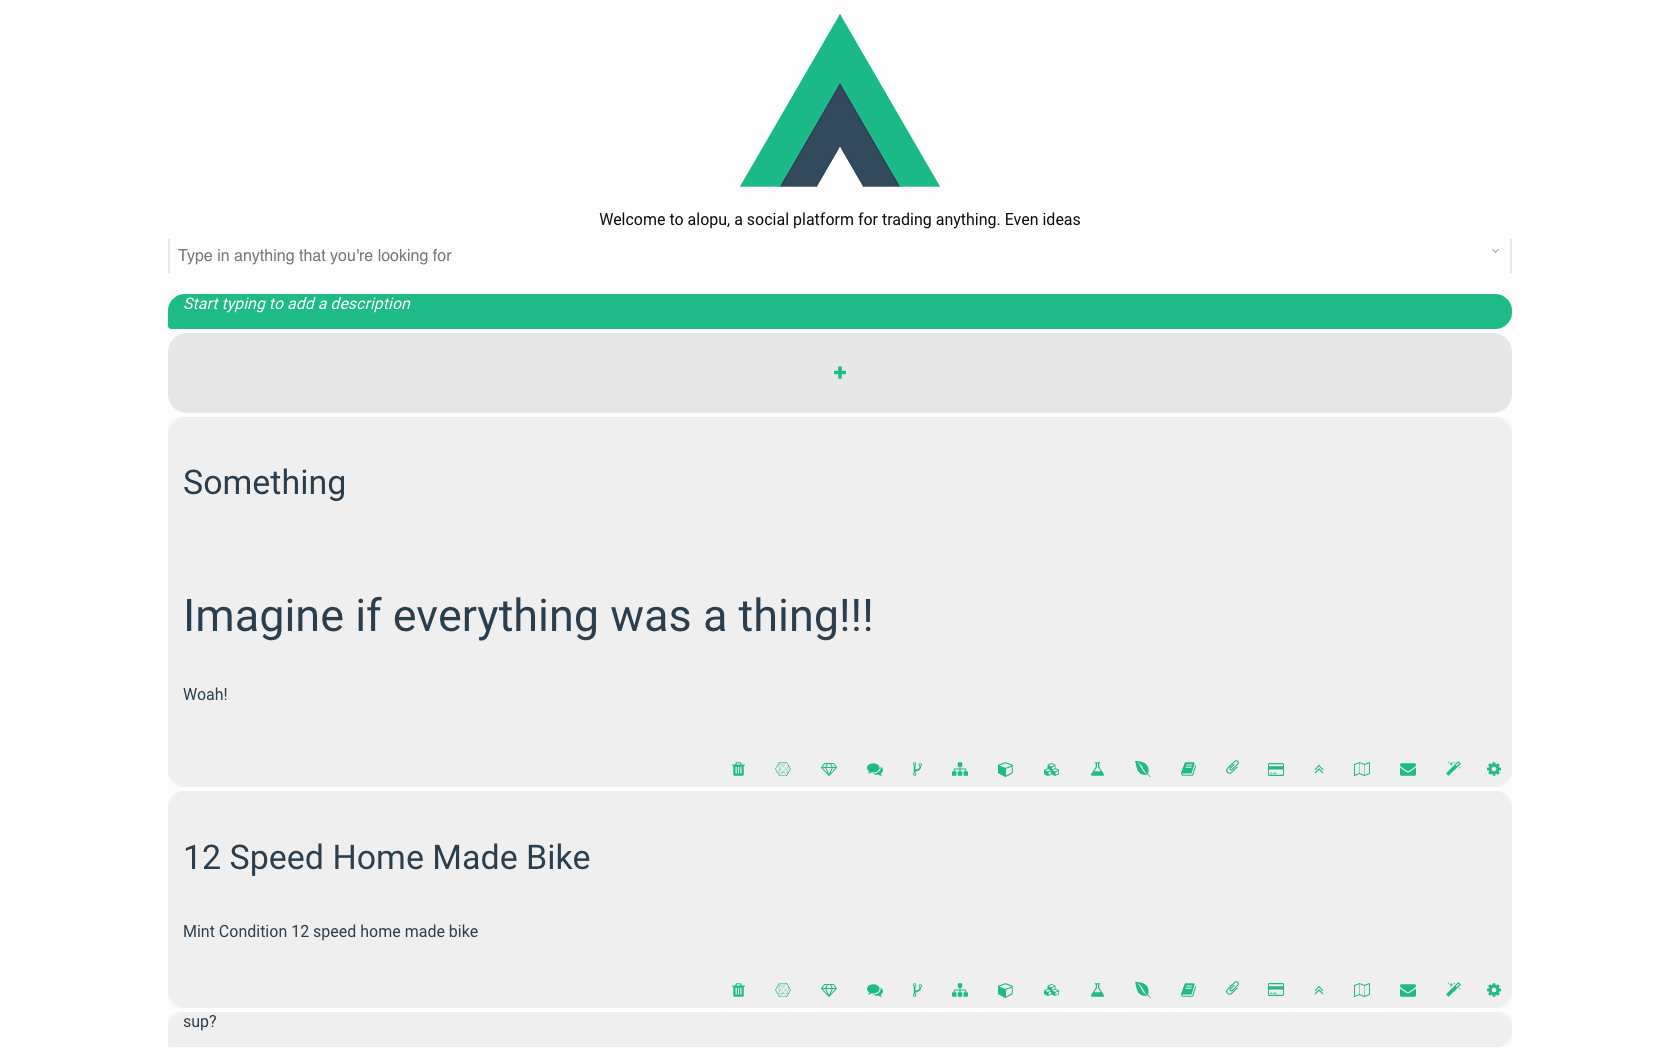 Welcome to alopu, a social platform for trading anything. Even ideas
Type in anything that you're looking for
Start typing to add a description
Something
Imagine if everything was a thing!!!
Woah!
12 Speed Home Made Bike
Mint Condition 12 speed home made bike
sup?